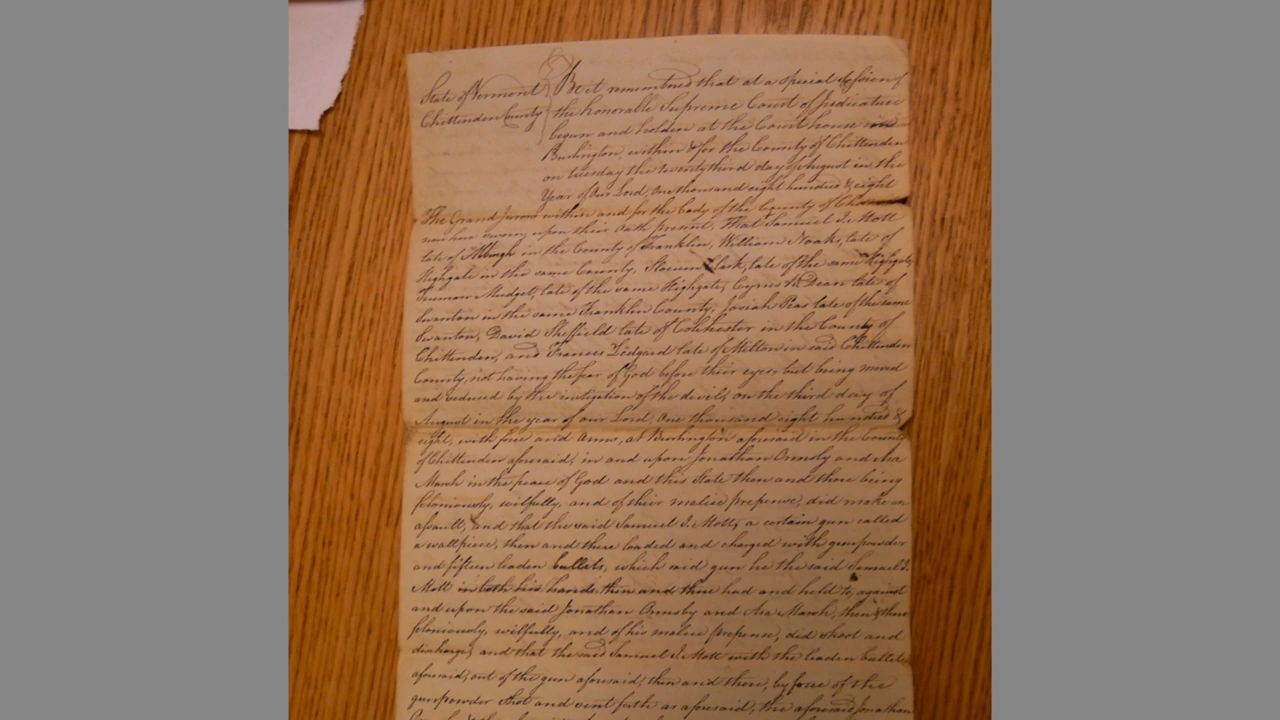 State of Vermont
Chittenden County
Be it remembered that at a special Session of
the honorable Supreme Court of Judicature
begun and holden at the Court house in
Burlington, within & for the County of Chittenden
on tuesday the twentythird day of August in the
Year of Our Lord, One thousand eight hundred & eight
The Grand Jurors within and for the body of the County of
now here sworn, upon their Oath present, That Samuel I. Mott
late of Alburgh in the County of Franklin, William Noaks, late of
Highgate in the same County, Slocum Clark, late of the same Highgate,
Truman Mudget, late of the same Highgate, Cyrus B. Dean late of
Swanton in the same Franklin County, Josiah Peas late of the same
Swanton, David Sheffield late of Colchester in the County of
Chittenden, and Francis Ledgard late of Milton in said Chittenden
County, not having the fear of God before their eyes, but being moved
and seduced by the instigation of the devil, on the third day of
August in the year of our Lord, One thousand eight hundred &
eight, with force and Arms, at Burlington aforesaid in the County
of Chittenden aforesaid, in and upon Jonathan Ormsby and Asa
Marsh in the peace of God and this State then and there being
feloniously, wilfully, and of their malice prepense, did make an
assault, and that the said Samuel I. Mott, a certain gun called
a wallpiece, then and there loaded and charged with gunpowder
and fifteen leaden bullets, which said gun he the said Samuel I.
Mott in both his hands then and there had and held to, against
and upon the said Jonathan Ormsby and Asa Marsh, then & there
feloniously, wilfully, and of his malice prepense, did shoot and
discharge, and that the said Samuel I. Mott with the leaden bullets
aforesaid, out of the gun aforesaid, then and there, by force of the
gunpowder shot and sent forth as aforesaid, the aforesaid Jonathan